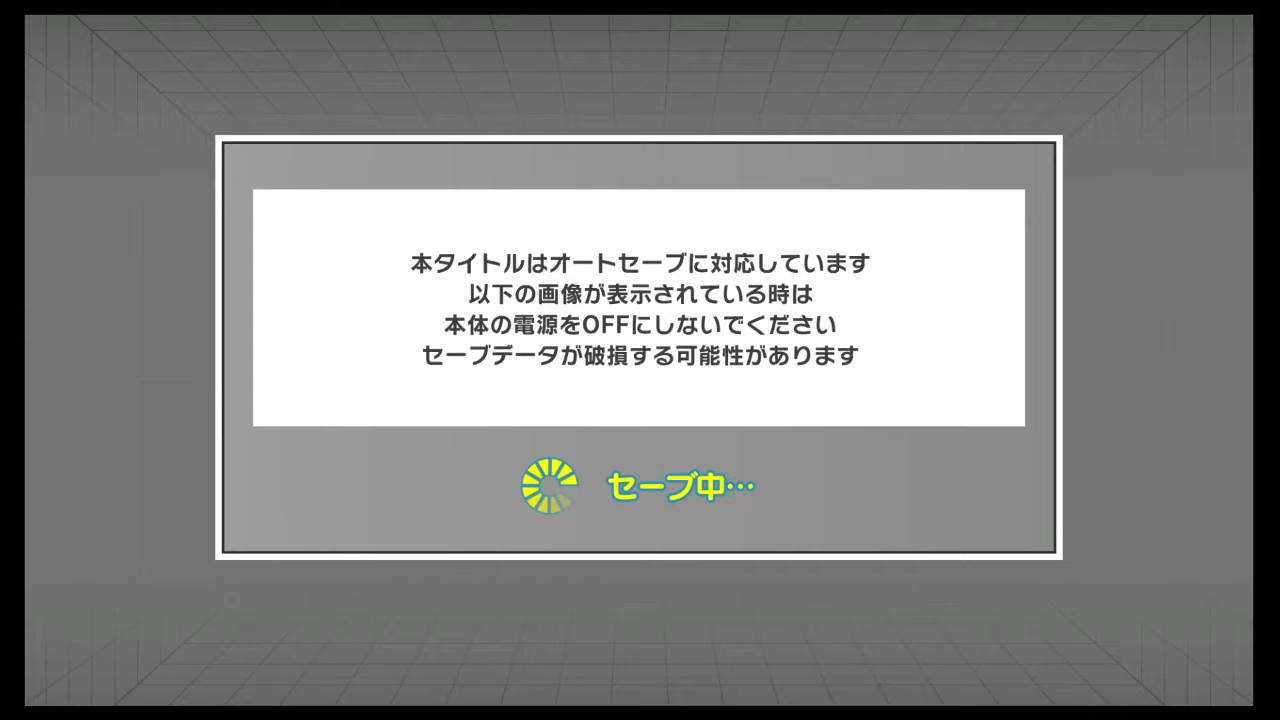 本タイトルはオートセーブに対応しています
以下の画像が表示されている時は
本体の電源をOFFにしないでください
セーブデータが破損する可能性があります
セーブ中…